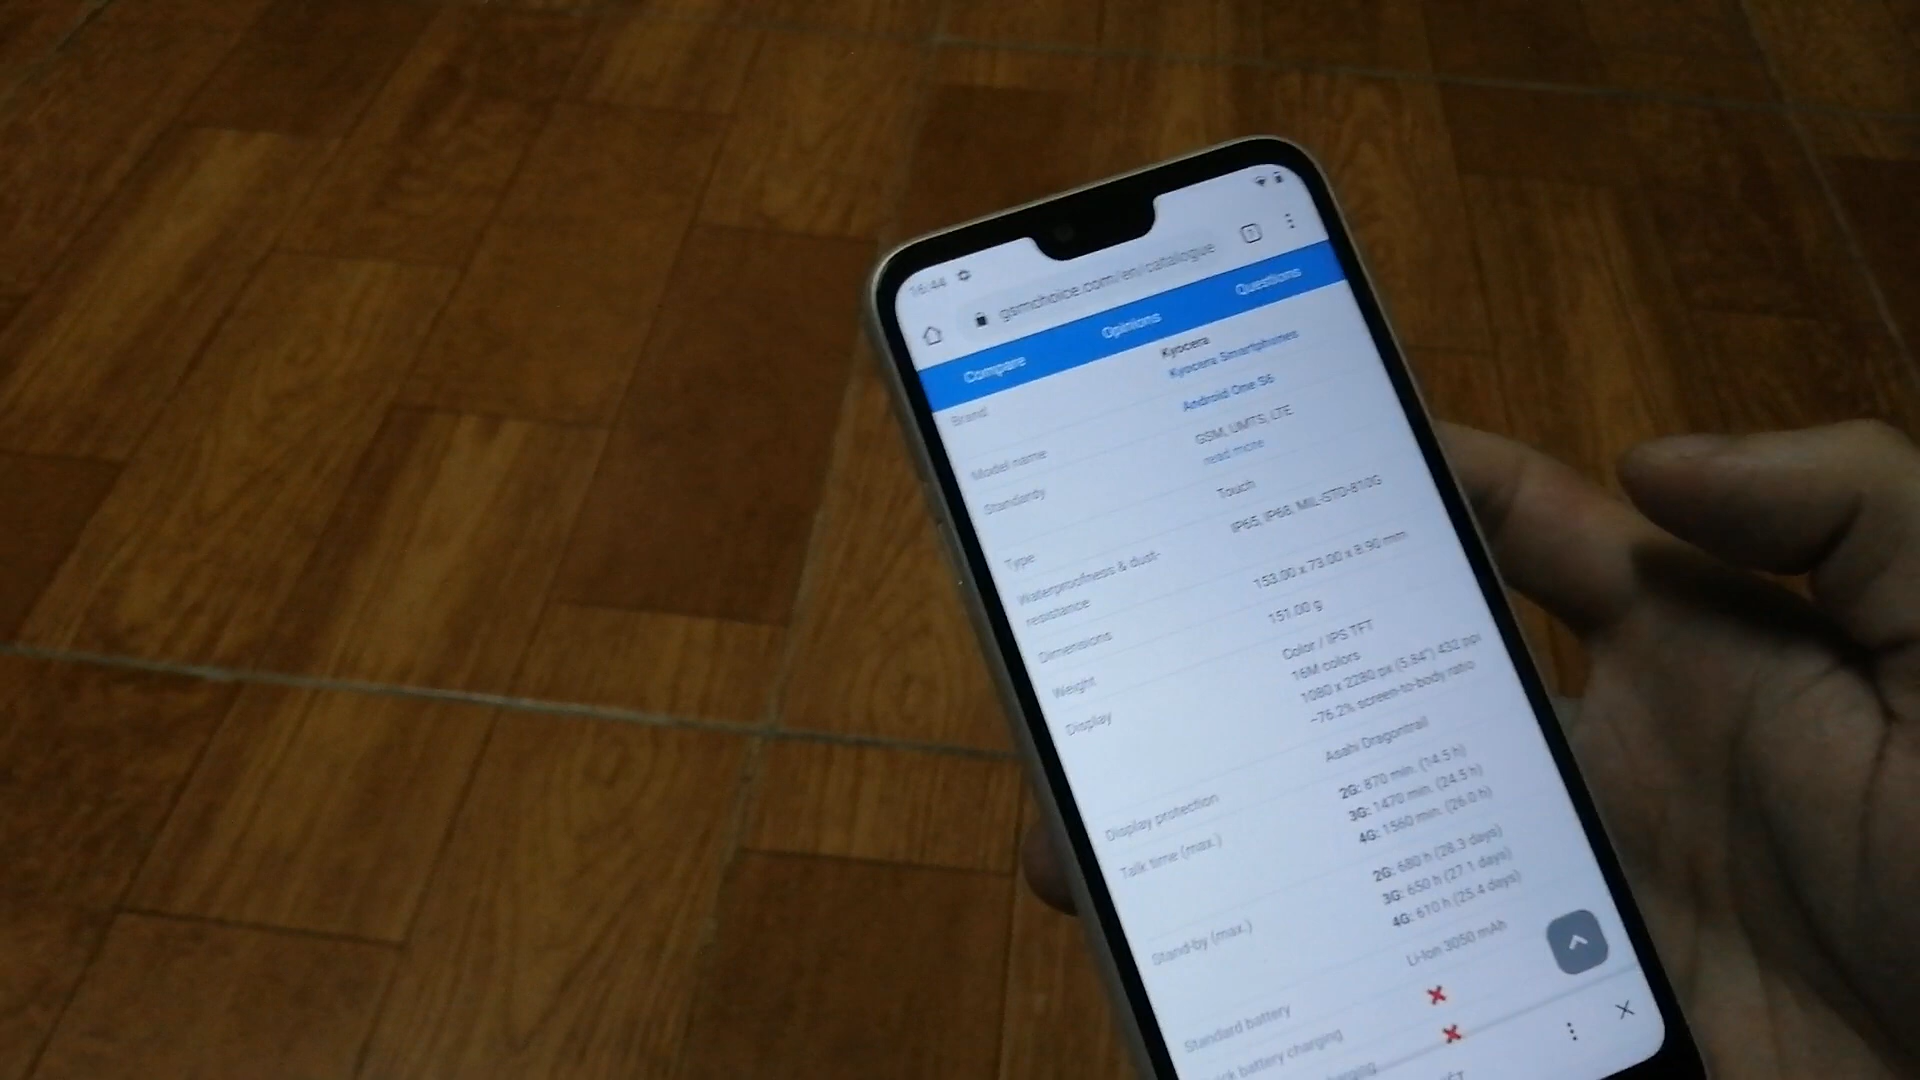 16:44
gsmchoice.com/en/catalogue
Compare Opinions Questions
Brand Kyocera
Kyocera Smartphones
Model name Android One S6
Standardy GSM, UMTS, LTE
read more
Type Touch
Waterproofness & dust-
resistance IP65, IP68, MIL-STD-810G
Dimensions 153.00 x 73.00 x 8.90 mm
Weight 151.00 g
Display Color / IPS TFT
16M colors
1080 x 2280 px (5.84") 432 ppi
~76.2% screen-to-body ratio
Display protection Asahi Dragontrail
Talk time (max.) 2G: 870 min. (14.5 h)
3G: 1470 min. (24.5 h)
4G: 1560 min. (26.0 h)
Stand-by (max.) 2G: 680 h (28.3 days)
3G: 650 h (27.1 days)
4G: 610 h (25.4 days)
Standard battery Li-Ion 3050 mAh
battery charging